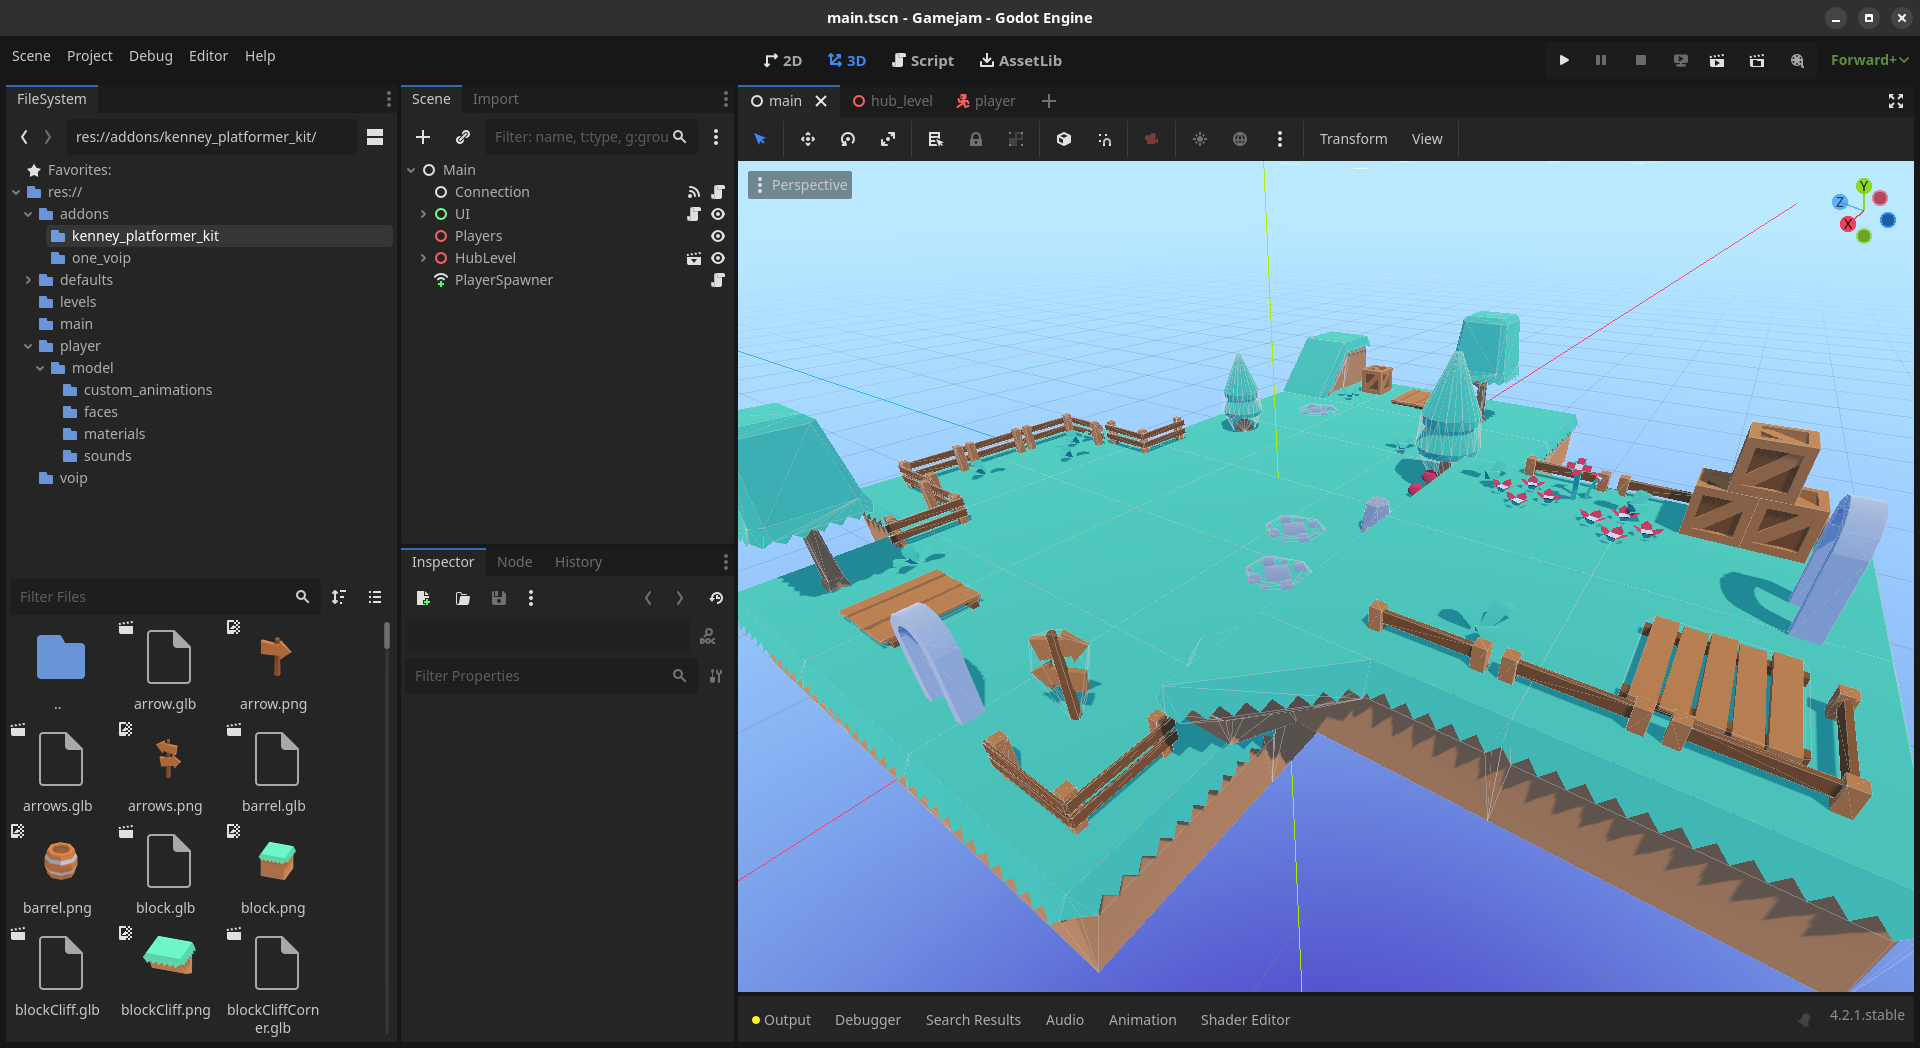 main.tscn - Gamejam - Godot Engine
Scene Project Debug Editor Help
2D 3D Script AssetLib
Forward+
FileSystem
res://addons/kenney_platformer_kit/
Favorites:
res://
addons
kenney_platformer_kit
one_voip
defaults
levels
main
player
model
custom_animations
faces
materials
sounds
voip
Filter Files
..
arrow.glb
arrow.png
arrows.glb
arrows.png
barrel.glb
barrel.png
block.glb
block.png
blockCliff.glb
blockCliff.png
blockCliffCorn
er.glb
Scene Import
Filter: name, t:type, g:grou
Main
Connection
UI
Players
HubLevel
PlayerSpawner
Inspector Node History
DOC
Filter Properties
main hub_level player
Transform View
Perspective
Y
Z
X
Output Debugger Search Results Audio Animation Shader Editor
4.2.1.stable